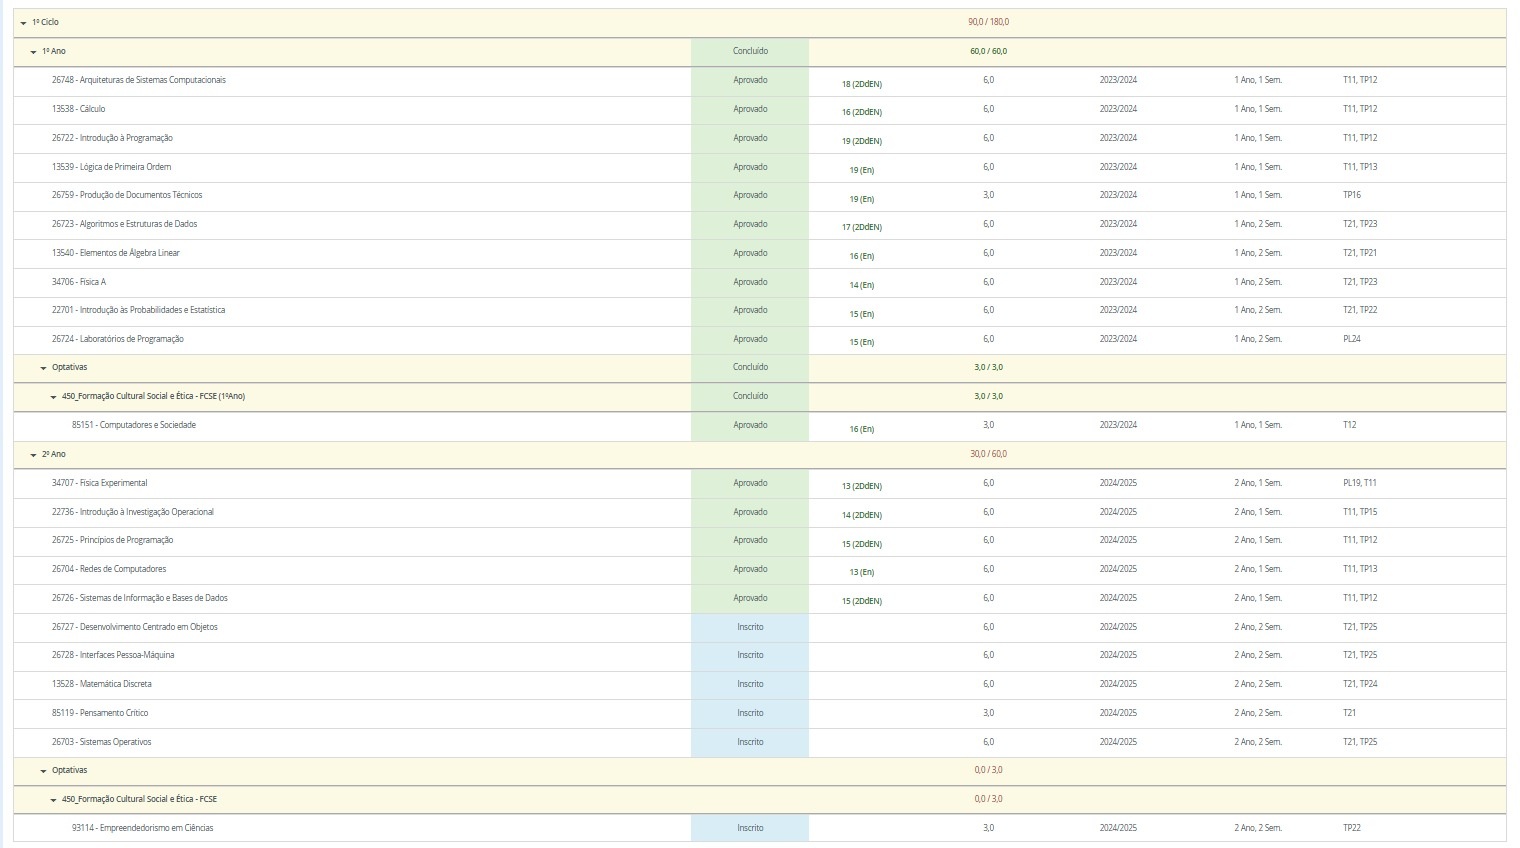 1º Ciclo 90,0 / 180,0
1º Ano Concluído 60,0 / 60,0
26748 - Arquiteturas de Sistemas Computacionais Aprovado 18 (2DdEN) 6,0 2023/2024 1 Ano, 1 Sem. T11, TP12
13538 - Cálculo Aprovado 16 (2DdEN) 6,0 2023/2024 1 Ano, 1 Sem. T11, TP12
26722 - Introdução à Programação Aprovado 19 (2DdEN) 6,0 2023/2024 1 Ano, 1 Sem. T11, TP12
13539 - Lógica de Primeira Ordem Aprovado 19 (En) 6,0 2023/2024 1 Ano, 1 Sem. T11, TP13
26759 - Produção de Documentos Técnicos Aprovado 19 (En) 3,0 2023/2024 1 Ano, 1 Sem. TP16
26723 - Algoritmos e Estruturas de Dados Aprovado 17 (2DdEN) 6,0 2023/2024 1 Ano, 2 Sem. T21, TP23
13540 - Elementos de Álgebra Linear Aprovado 16 (En) 6,0 2023/2024 1 Ano, 2 Sem. T21, TP21
34706 - Física A Aprovado 14 (En) 6,0 2023/2024 1 Ano, 2 Sem. T21, TP23
22701 - Introdução às Probabilidades e Estatística Aprovado 15 (En) 6,0 2023/2024 1 Ano, 2 Sem. T21, TP22
26724 - Laboratórios de Programação Aprovado 15 (En) 6,0 2023/2024 1 Ano, 2 Sem. PL24
Optativas Concluído 3,0 / 3,0
450_Formação Cultural Social e Ética - FCSE (1ºAno) Concluído 3,0 / 3,0
85151 - Computadores e Sociedade Aprovado 16 (En) 3,0 2023/2024 1 Ano, 1 Sem. T12
2º Ano 30,0 / 60,0
34707 - Física Experimental Aprovado 13 (2DdEN) 6,0 2024/2025 2 Ano, 1 Sem. PL19, T11
22736 - Introdução à Investigação Operacional Aprovado 14 (2DdEN) 6,0 2024/2025 2 Ano, 1 Sem. T11, TP15
26725 - Princípios de Programação Aprovado 15 (2DdEN) 6,0 2024/2025 2 Ano, 1 Sem. T11, TP12
26704 - Redes de Computadores Aprovado 13 (En) 6,0 2024/2025 2 Ano, 1 Sem. T11, TP13
26726 - Sistemas de Informação e Bases de Dados Aprovado 15 (2DdEN) 6,0 2024/2025 2 Ano, 1 Sem. T11, TP12
26727 - Desenvolvimento Centrado em Objetos Inscrito 6,0 2024/2025 2 Ano, 2 Sem. T21, TP25
26728 - Interfaces Pessoa-Máquina Inscrito 6,0 2024/2025 2 Ano, 2 Sem. T21, TP25
13528 - Matemática Discreta Inscrito 6,0 2024/2025 2 Ano, 2 Sem. T21, TP24
85119 - Pensamento Crítico Inscrito 3,0 2024/2025 2 Ano, 2 Sem. T21
26703 - Sistemas Operativos Inscrito 6,0 2024/2025 2 Ano, 2 Sem. T21, TP25
Optativas 0,0 / 3,0
450_Formação Cultural Social e Ética - FCSE 0,0 / 3,0
93114 - Empreendedorismo em Ciências Inscrito 3,0 2024/2025 2 Ano, 2 Sem. TP22